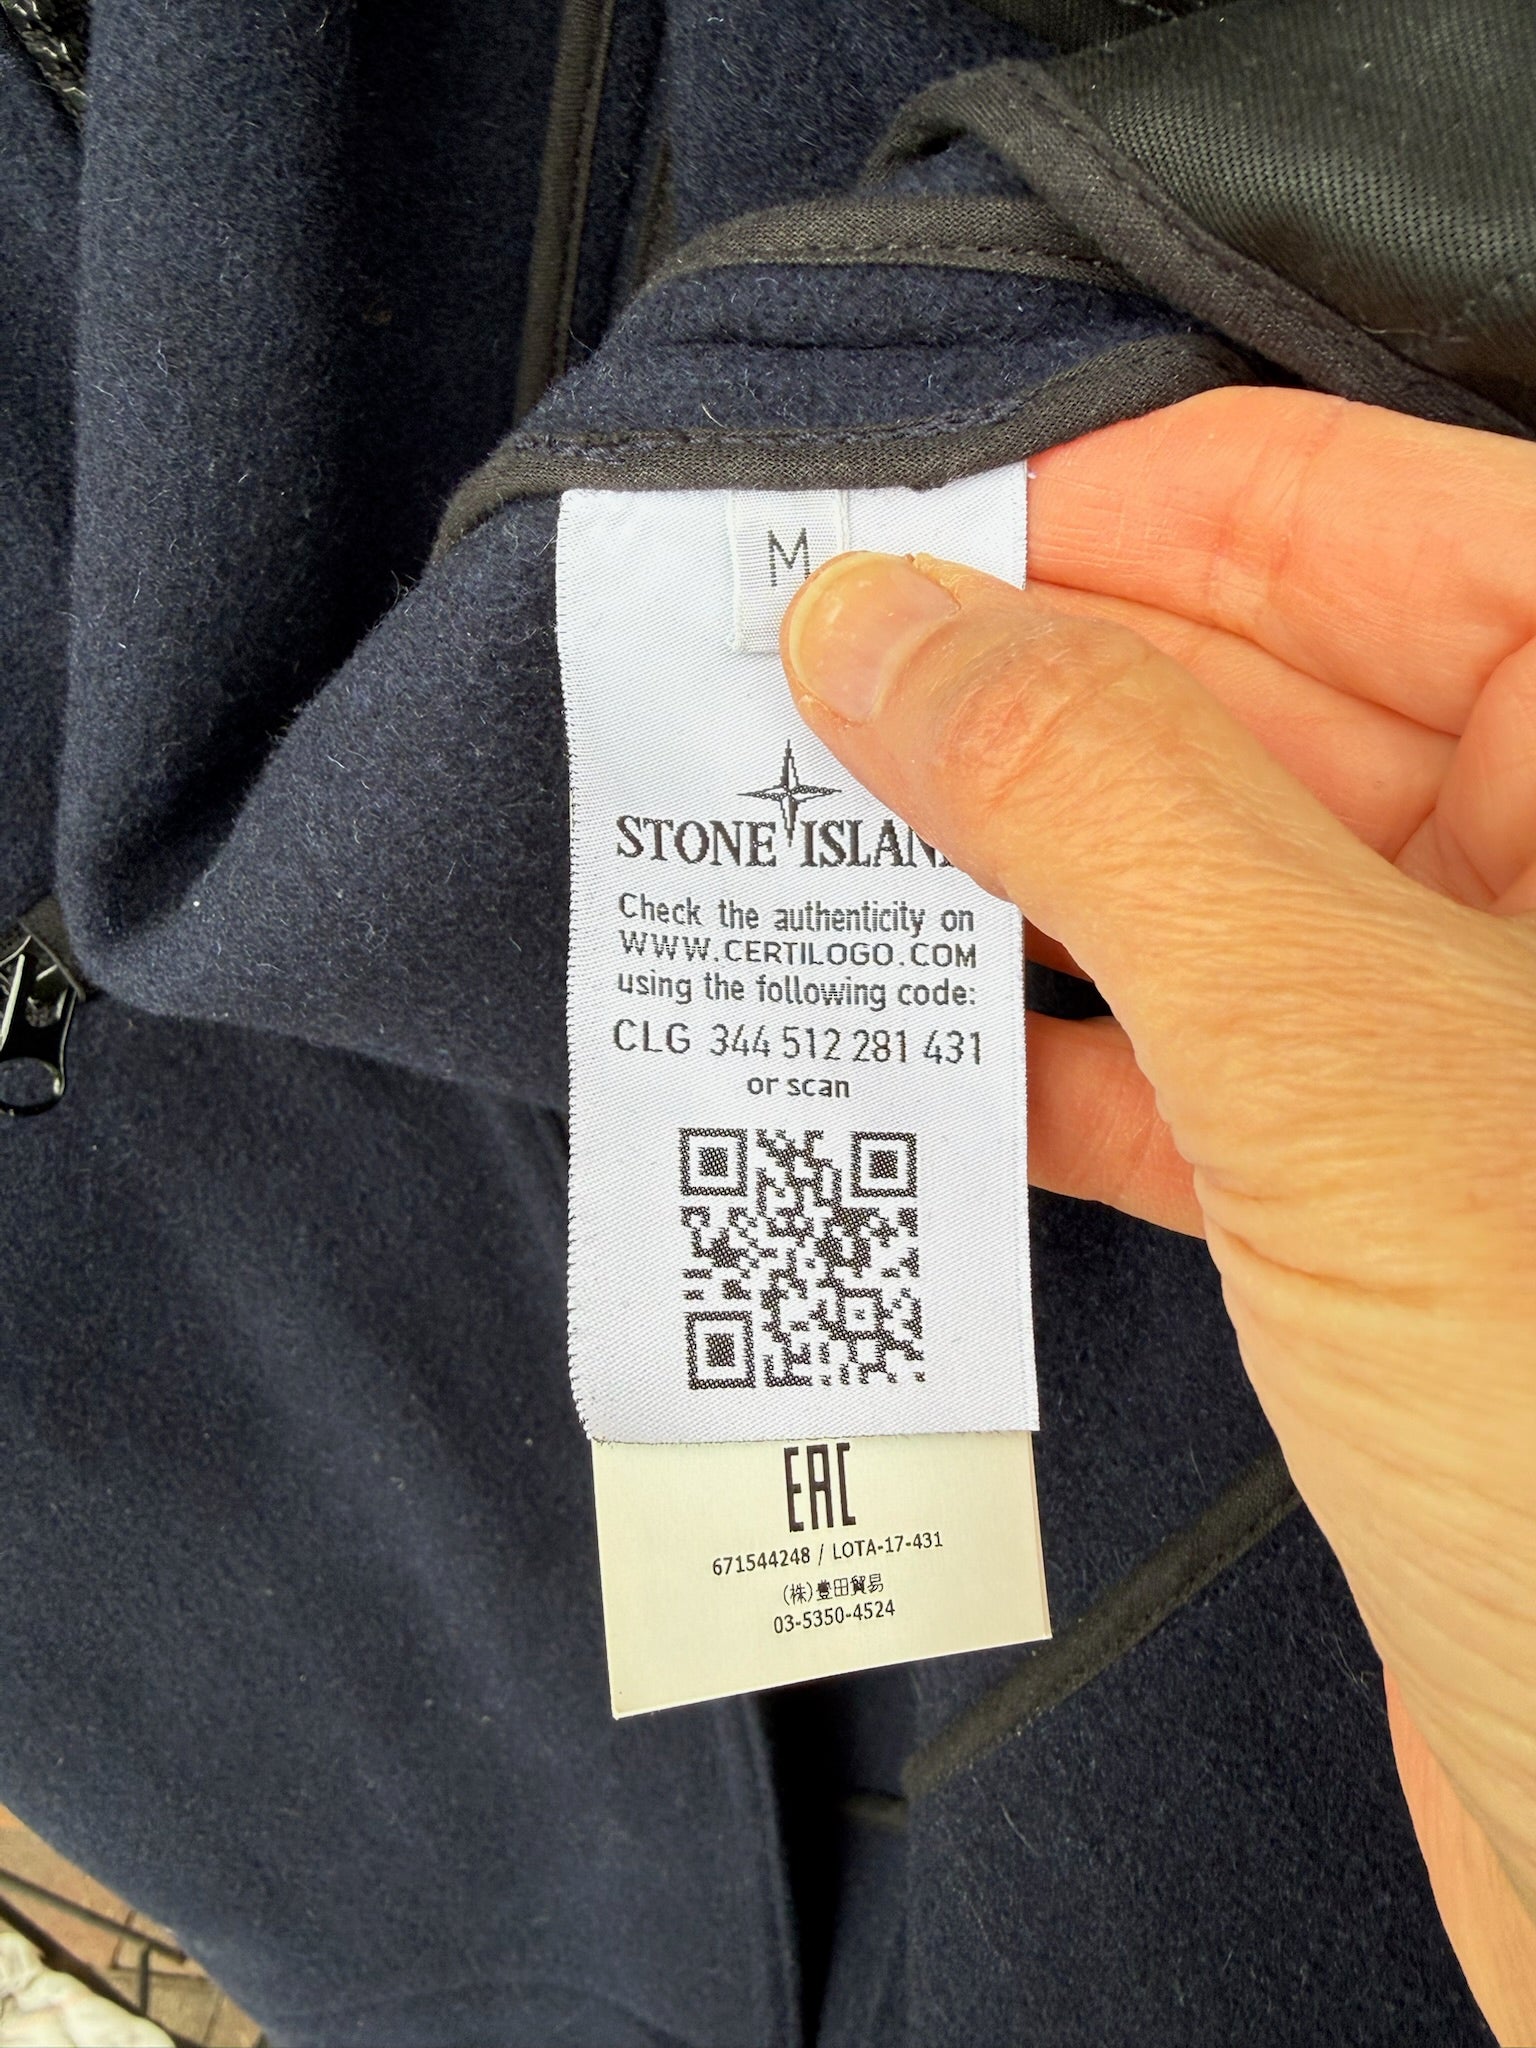 M
STONE ISLAN
Check the authenticity on
WWW.CERTILOGO.COM
using the following code:
CLG 344 512 281 431
or scan
EAC
671544248 / LOTA-17-431
(株)豊田貿易
03-5350-4524